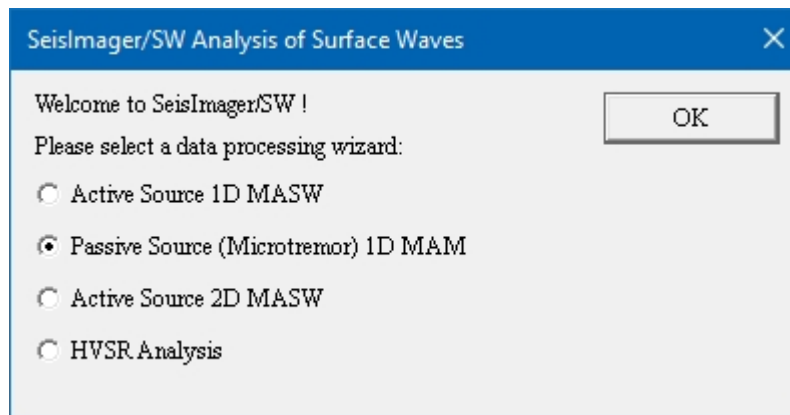 SeisImager/SW Analysis of Surface Waves
Welcome to SeisImager/SW !
OK
Please select a data processing wizard:
Active Source 1D MASW
Passive Source (Microtremor) 1D MAM
Active Source 2D MASW
HVSR Analysis